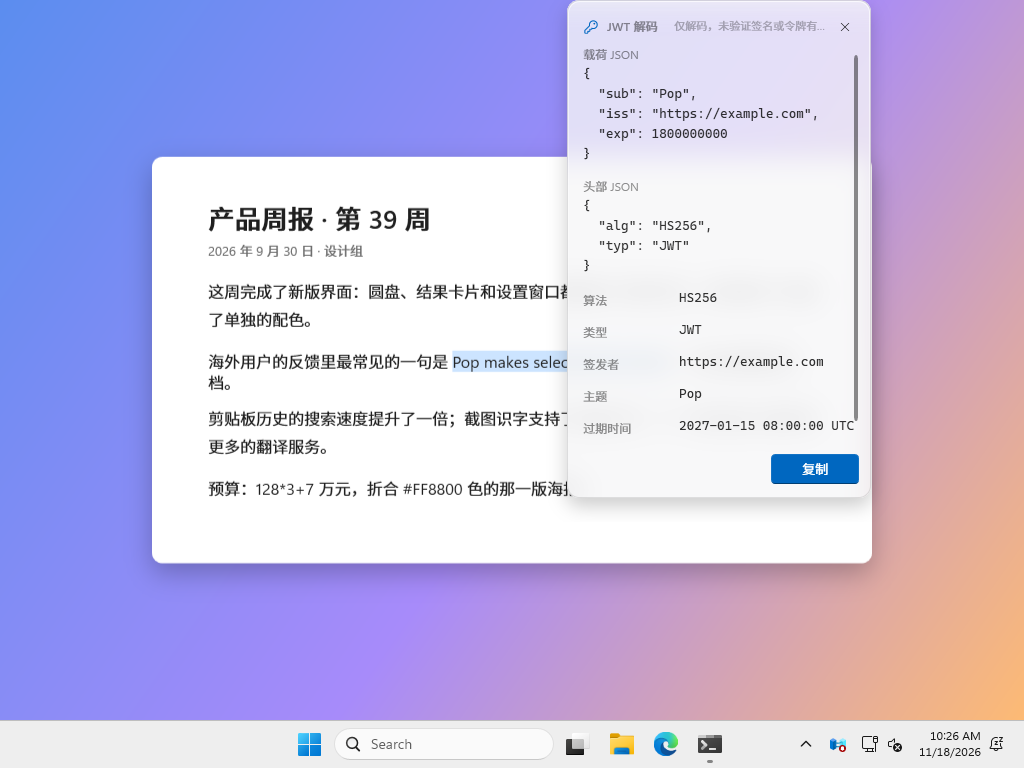 JWT 解码 仅解码，未验证签名或令牌有...
载荷 JSON
{
"sub": "Pop",
"iss": "https://example.com",
"exp": 1800000000
}
头部 JSON
{
"alg": "HS256",
"typ": "JWT"
}
算法 HS256
类型 JWT
签发者 https://example.com
主题 Pop
过期时间 2027-01-15 08:00:00 UTC
复制
产品周报 · 第 39 周
2026 年 9 月 30 日 · 设计组
这周完成了新版界面：圆盘、结果卡片和设置窗口
了单独的配色。
海外用户的反馈里最常见的一句是 Pop makes selec
档。
剪贴板历史的搜索速度提升了一倍；截图识字支持
更多的翻译服务。
预算：128*3+7 万元，折合 #FF8800 色的那一版海
Search
10:26 AM
11/18/2026